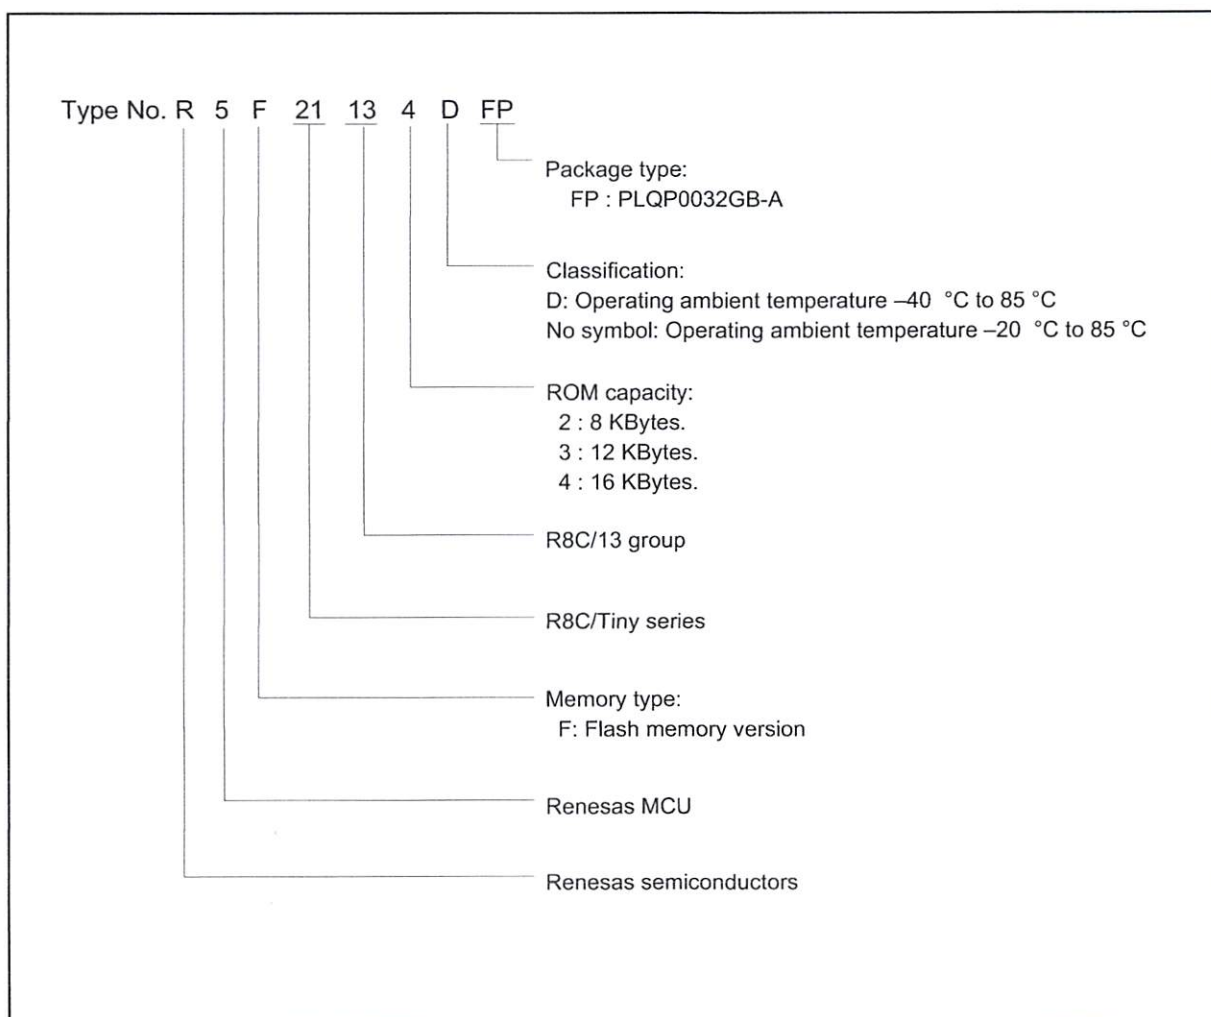 Type No. R 5 F 21 13 4 D FP
Package type:
FP : PLQP0032GB-A
Classification:
D: Operating ambient temperature –40 °C to 85 °C
No symbol: Operating ambient temperature –20 °C to 85 °C
ROM capacity:
2 : 8 KBytes.
3 : 12 KBytes.
4 : 16 KBytes.
R8C/13 group
R8C/Tiny series
Memory type:
F: Flash memory version
Renesas MCU
Renesas semiconductors